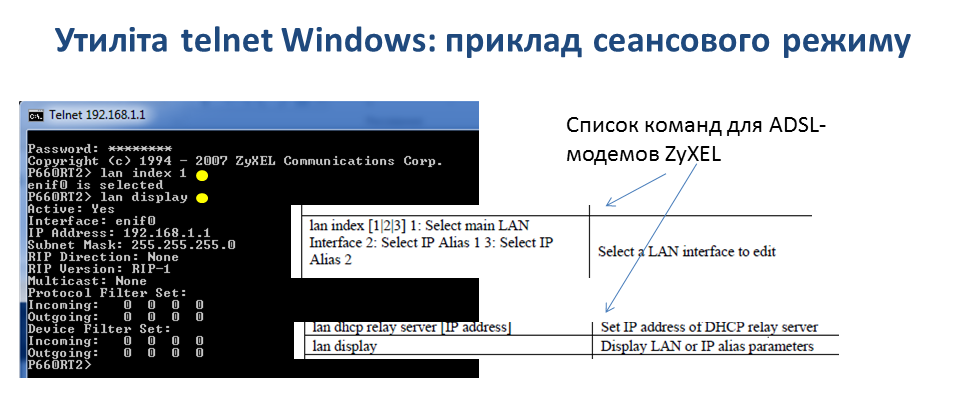 Утиліта telnet Windows: приклад сеансового режиму
Telnet 192.168.1.1
Password: ********
Copyright (c) 1994 - 2007 ZyXEL Communications Corp.
P660RT2> lan index 1
enif0 is selected
P660RT2> lan display
Active: Yes
Interface: enif0
IP Address: 192.168.1.1
Subnet Mask: 255.255.255.0
RIP Direction: None
RIP Version: RIP-1
Multicast: None
Protocol Filter Set:
Incoming: 0 0 0 0
Outgoing: 0 0 0 0
Device Filter Set:
Incoming: 0 0 0 0
Outgoing: 0 0 0 0
P660RT2>
Список команд для ADSL-
модемов ZyXEL
lan index [1|2|3] 1: Select main LAN
Interface 2: Select IP Alias 1 3: Select IP
Alias 2
Select a LAN interface to edit
lan dhcp relay server [IP address]
Set IP address of DHCP relay server
lan display
Display LAN or IP alias parameters